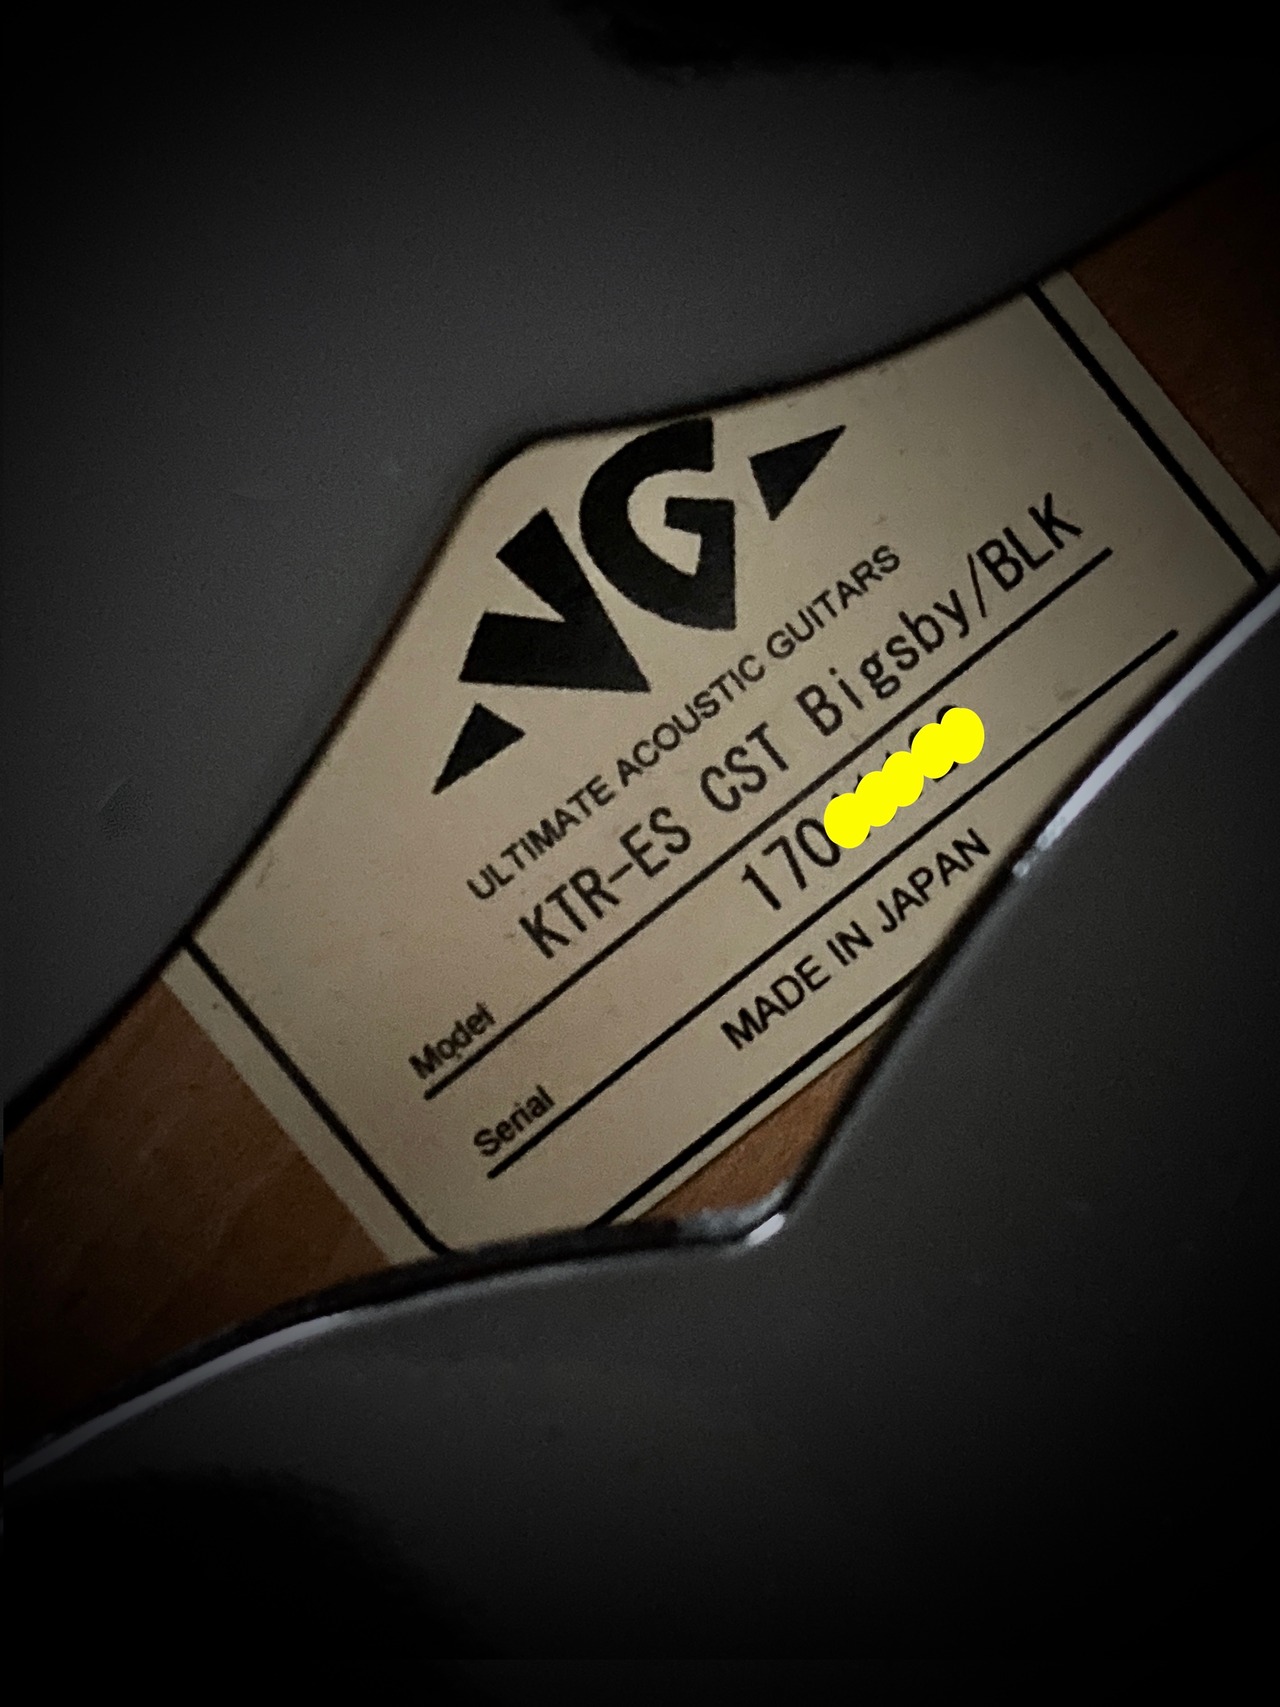 VG
ULTIMATE ACOUSTIC GUITARS
Model KTR-ES CST Bigsby/BLK
Serial 170
MADE IN JAPAN